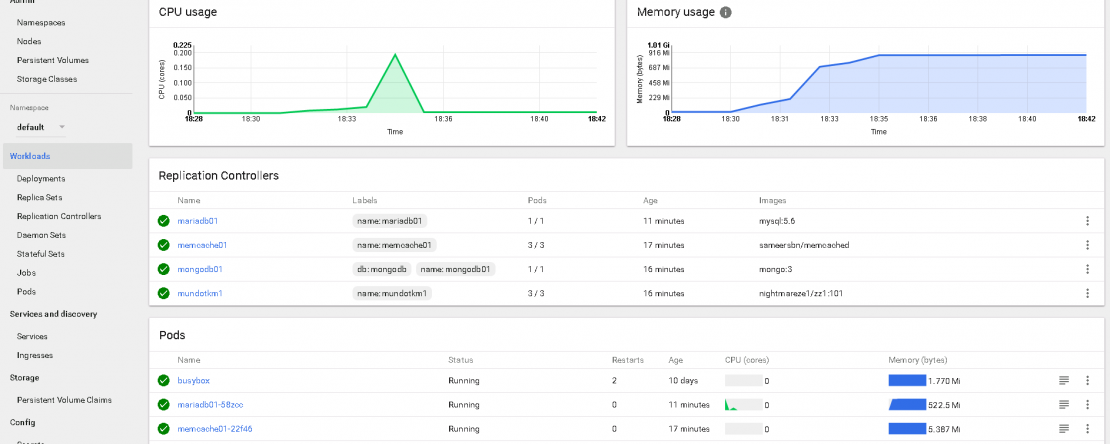 Admin
Namespaces
Nodes
Persistent Volumes
Storage Classes
Namespace
default
Workloads
Deployments
Replica Sets
Replication Controllers
Daemon Sets
Stateful Sets
Jobs
Pods
Services and discovery
Services
Ingresses
Storage
Persistent Volume Claims
Config
CPU usage
CPU (cores)
0.225
0.200
0.150
0.100
0.050
0
18:28 18:30 18:33 18:36 18:40 18:42
Time
Memory usage
Memory (bytes)
1.01 Gi
916 Mi
687 Mi
458 Mi
229 Mi
0
18:28 18:30 18:31 18:33 18:35 18:36 18:38 18:40 18:42
Time
Replication Controllers
Name Labels Pods Age Images
mariadb01 name: mariadb01 1 / 1 11 minutes mysql:5.6
memcache01 name: memcache01 3 / 3 17 minutes sameersbn/memcached
mongodb01 db: mongodb name: mongodb01 1 / 1 16 minutes mongo:3
mundotkm1 name: mundotkm1 3 / 3 16 minutes nightmareze1/zz1:101
Pods
Name Status Restarts Age CPU (cores) Memory (bytes)
busybox Running 2 10 days 0 1.770 Mi
mariadb01-58zcc Running 0 11 minutes 0 522.5 Mi
memcache01-22f46 Running 0 17 minutes 0 5.387 Mi